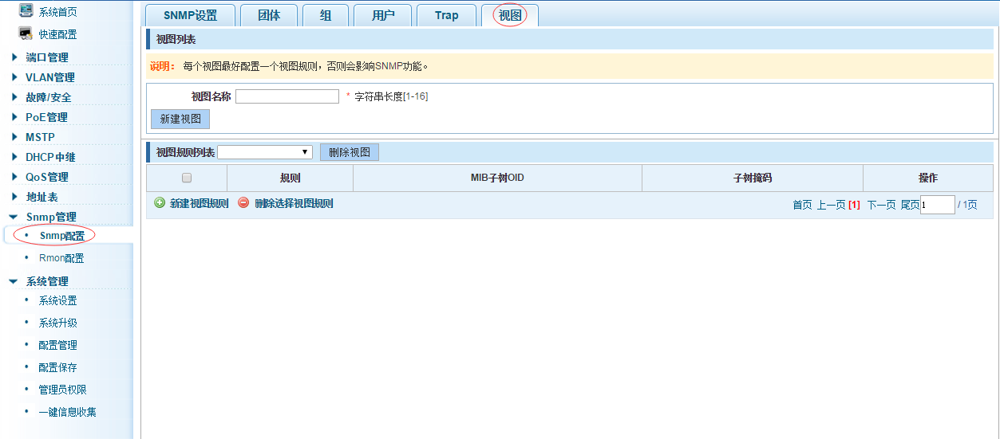 系统首页
快速配置
端口管理
VLAN管理
故障/安全
PoE管理
MSTP
DHCP中继
QoS管理
地址表
Snmp管理
Snmp配置
Rmon配置
系统管理
系统设置
系统升级
配置管理
配置保存
管理员权限
一键信息收集
SNMP设置 团体 组 用户 Trap 视图
视图列表
说明: 每个视图最好配置一个视图规则，否则会影响SNMP功能。
视图名称 * 字符串长度[1-16]
新建视图
视图规则列表 删除视图
规则 MIB子树OID 子树掩码 操作
新建视图规则 删除选择视图规则 首页 上一页 [1] 下一页 尾页 1 / 1页